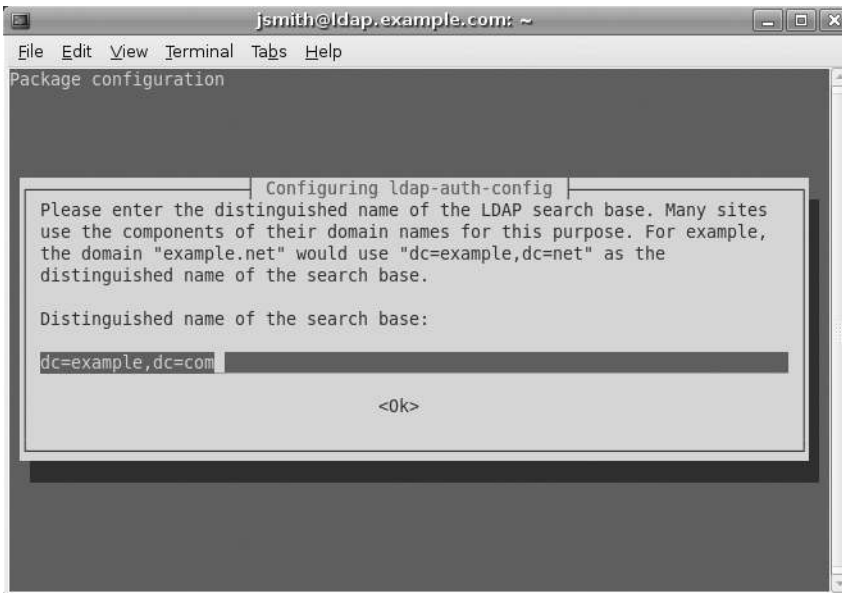 jsmith@ldap.example.com: ~
File Edit View Terminal Tabs Help
Package configuration
Configuring ldap-auth-config
Please enter the distinguished name of the LDAP search base. Many sites
use the components of their domain names for this purpose. For example,
the domain "example.net" would use "dc=example,dc=net" as the
distinguished name of the search base.
Distinguished name of the search base:
dc=example,dc=com
<Ok>